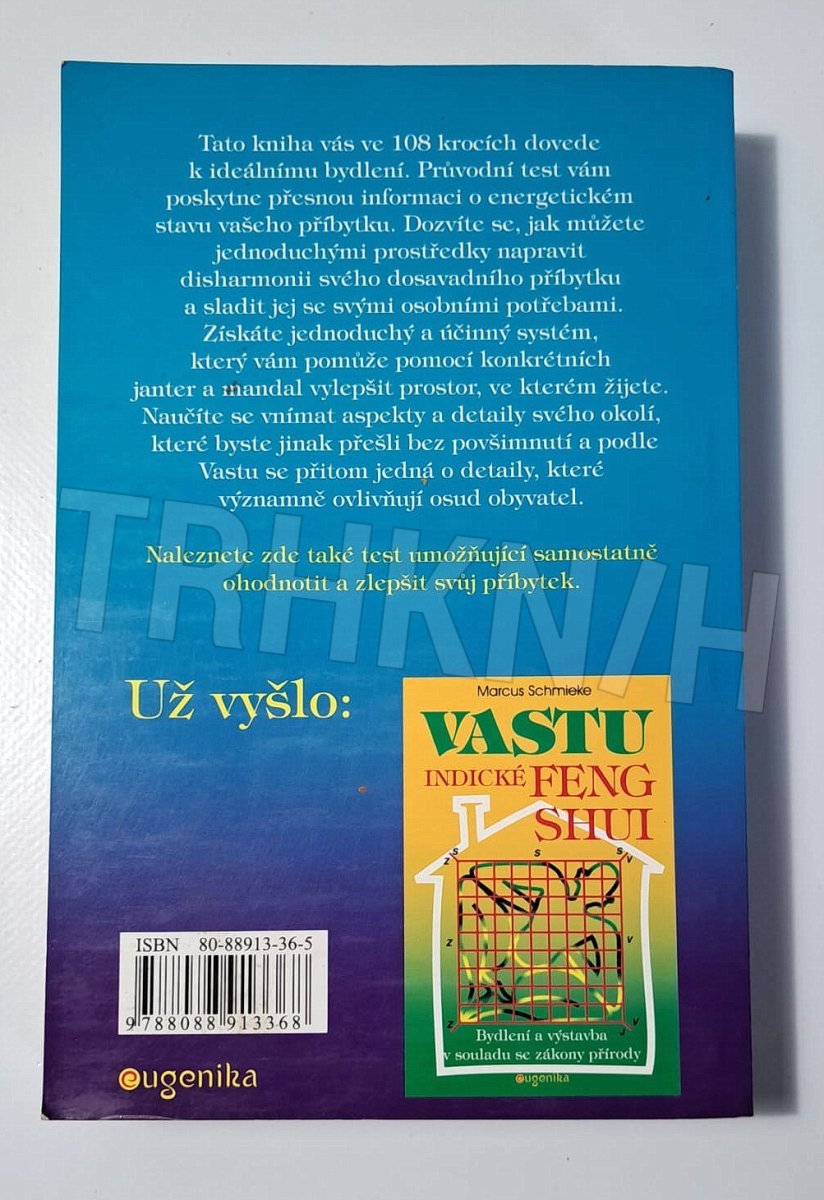 Tato kniha vás ve 108 krocích dovede
k ideálnímu bydlení. Průvodní test vám
poskytne přesnou informaci o energetickém
stavu vašeho příbytku. Dozvíte se, jak můžete
jednoduchými prostředky napravit
disharmonii svého dosavadního příbytku
a sladit jej se svými osobními potřebami.
Získáte jednoduchý a účinný systém,
který vám pomůže pomocí konkrétních
janter a mandal vylepšit prostor, ve kterém žijete.
Naučíte se vnímat aspekty a detaily svého okolí,
které byste jinak přešli bez povšimnutí a podle
Vastu se přitom jedná o detaily, které
významně ovlivňují osud obyvatel.
Naleznete zde také test umožňující samostatně
ohodnotit a zlepšit svůj příbytek.
TRHKNIH
Už vyšlo:
Marcus Schmieke
VASTU
INDICKÉ FENG
SHUI
S S S
Z V
Z V
Z J V
Bydlení a výstavba
v souladu se zákony přírody
eugenika
ISBN 80-88913-36-5
9 788088 913368
eugenika